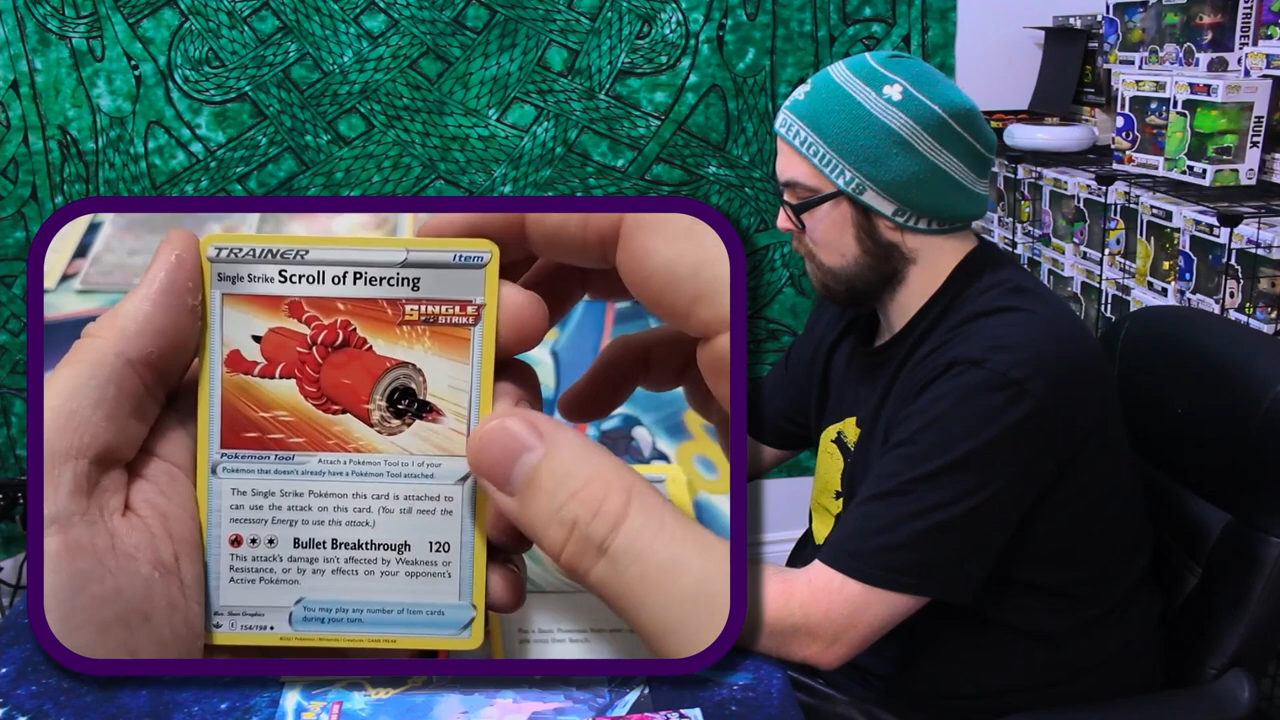 TRAINER
Item
Single Strike Scroll of Piercing
SINGLE
STRIKE
Pokémon Tool
Attach a Pokémon Tool to 1 of your
Pokémon that doesn't already have a Pokémon Tool attached.
The Single Strike Pokémon this card is attached to
can use the attack on this card. (You still need the
necessary Energy to use this attack.)
Bullet Breakthrough 120
This attack's damage isn't affected by Weakness or
Resistance, or by any effects on your opponent's
Active Pokémon.
You may play any number of Item cards
during your turn.
E 154/198
©2021 Pokémon / Nintendo / Creatures / GAME FREAK
PENGUINS
PITTS
HULK
STRIDER